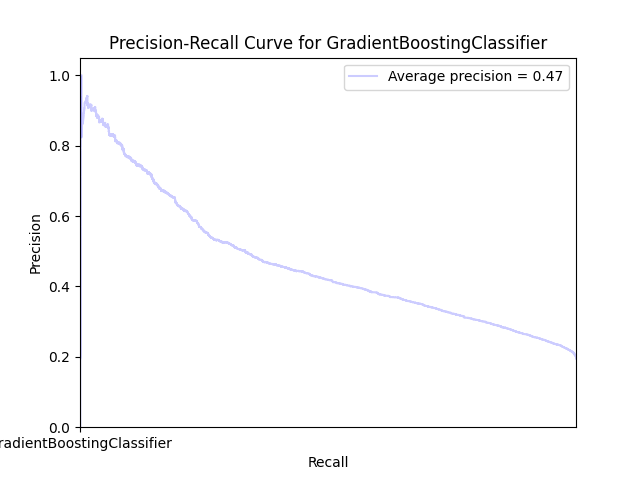 Precision-Recall Curve for GradientBoostingClassifier
Average precision = 0.47
1.0
0.8
0.6
0.4
0.2
0.0
Precision
radientBoostingClassifier
Recall